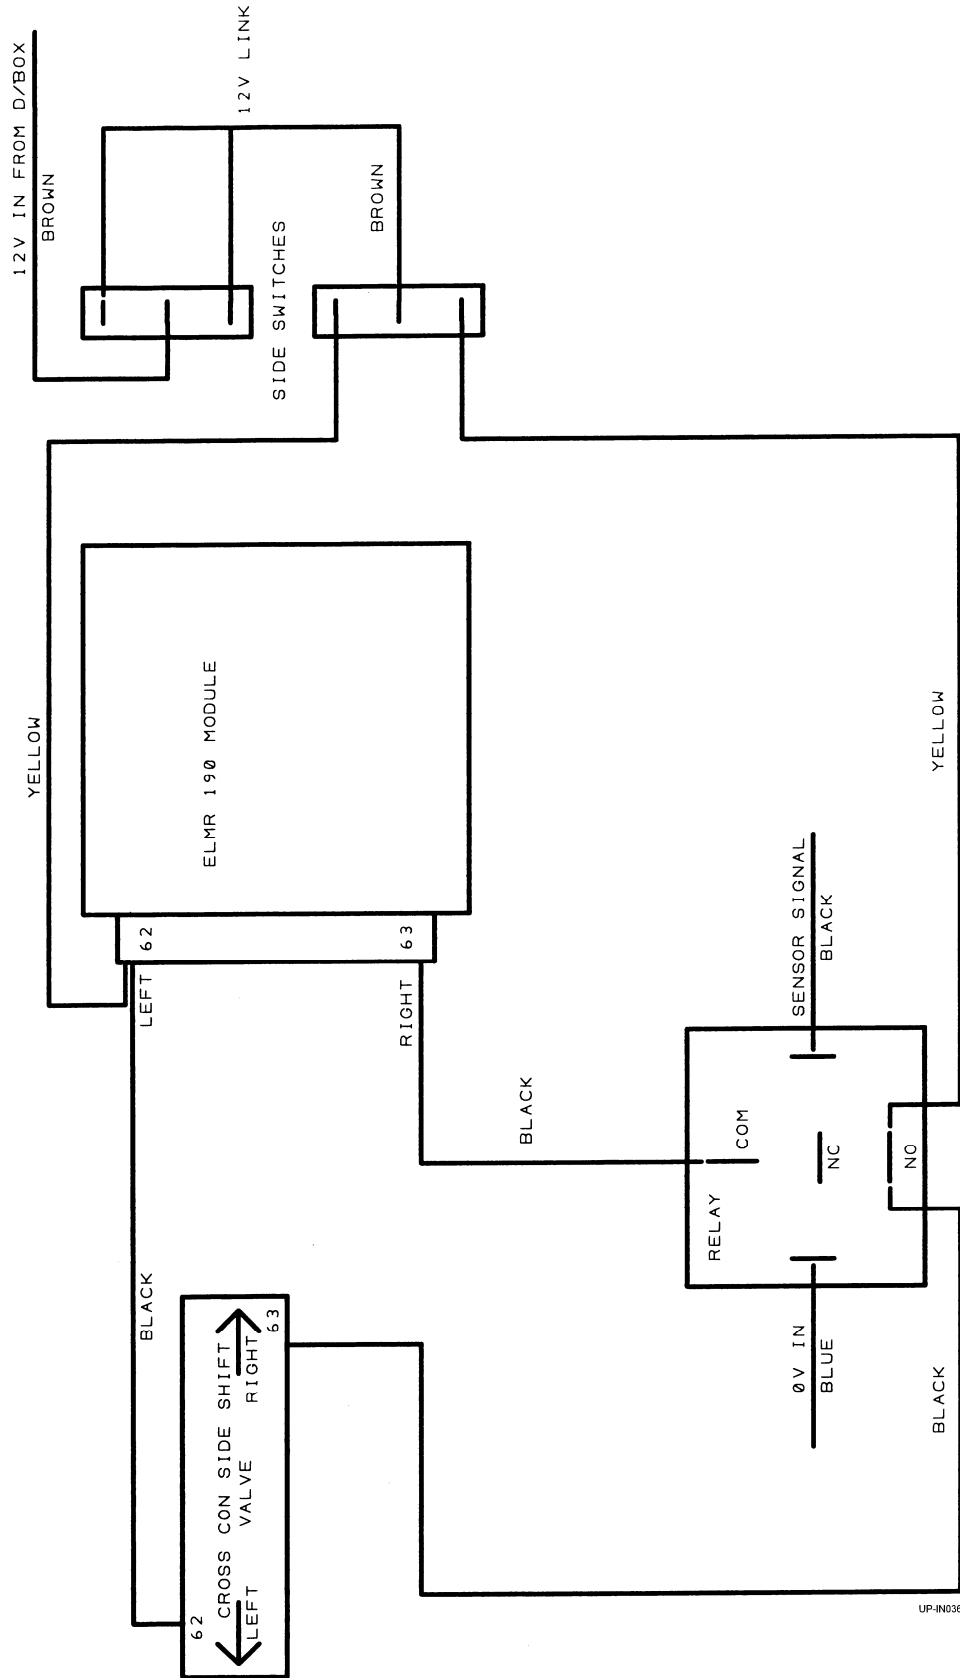 12V IN FROM D/BOX
BROWN
12V LINK
BROWN
SIDE SWITCHES
YELLOW
ELMR 190 MODULE
YELLOW
62
63
LEFT
RIGHT
SENSOR SIGNAL
BLACK
BLACK
COM
NC
NO
RELAY
BLACK
63
CROSS CON SIDE SHIFT
LEFT VALVE RIGHT
62
0V IN
BLUE
BLACK
UP-IN036